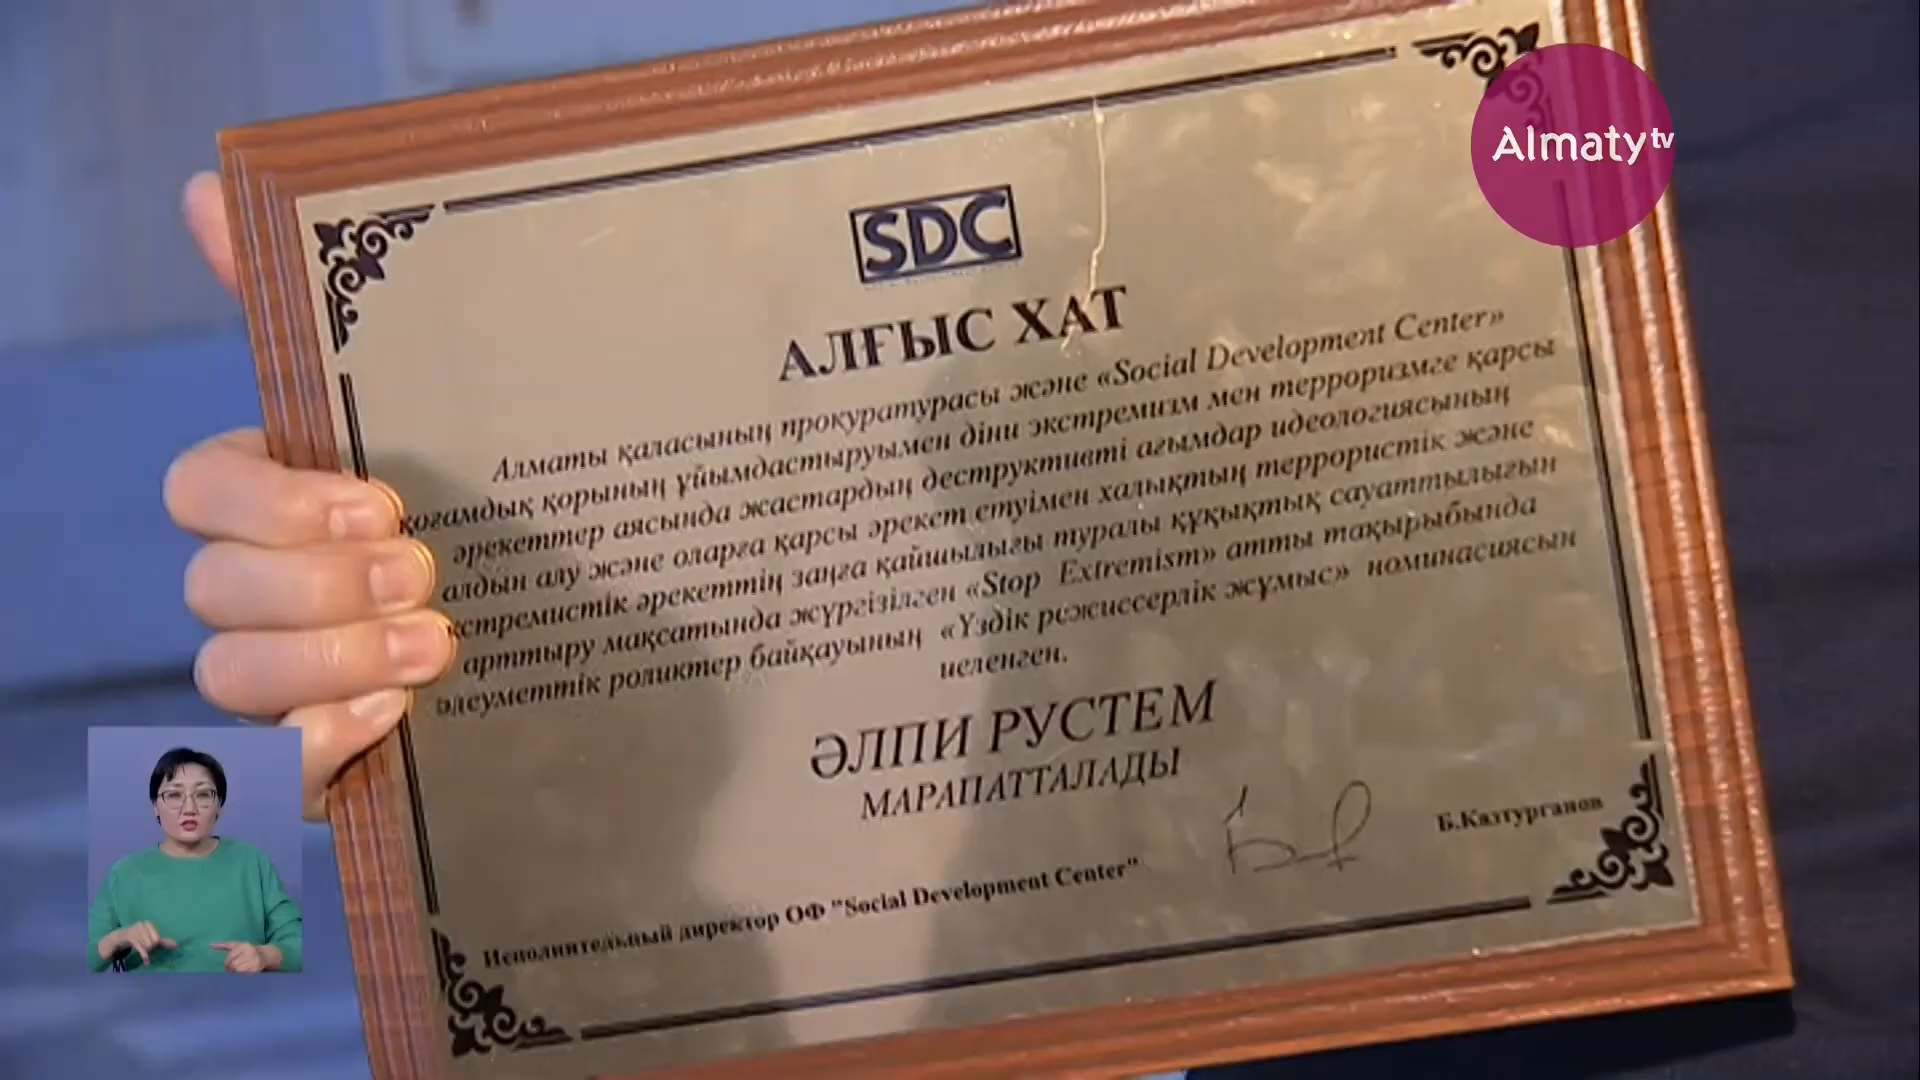 Almaty tv
SDC
АЛҒЫС ХАТ
Алматы қаласының прокуратурасы және «Social Development Center»
қоғамдық қорының ұйымдастыруымен діни экстремизм мен терроризмге қарсы
әрекеттер аясында жастардың деструктивті ағымдар идеологиясының
алдын алу және оларға қарсы әрекет етуімен халықтың террористік және
экстремистік әрекеттің заңға қайшылығы туралы құқықтық сауаттылығын
арттыру мақсатында жүргізілген «Stop Extremism» атты тақырыбында
әлеуметтік роликтер байқауының «Үздік режиссерлік жұмыс» номинасиясын
иеленген.
ӘЛПИ РУСТЕМ
МАРАПАТТАЛАДЫ
Исполнительный директор ОФ "Social Development Center" Б.Казтурганов